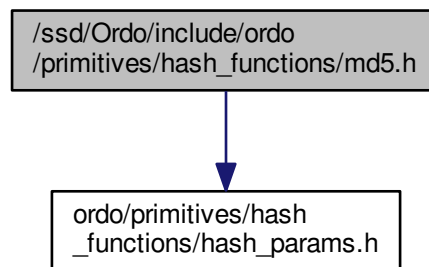 /ssd/Ordo/include/ordo
/primitives/hash_functions/md5.h
ordo/primitives/hash
_functions/hash_params.h